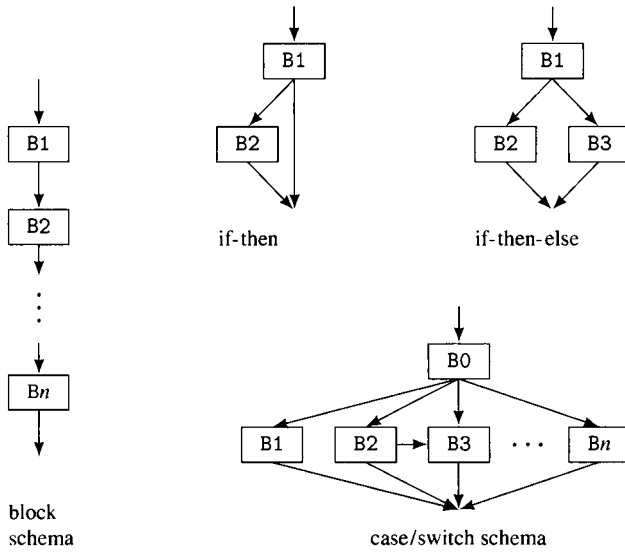 B1
B2
⋮
Bn
block
schema
B1
B2
if-then
B1
B2 B3
if-then-else
B0
B1 B2 B3 · · · Bn
case/switch schema